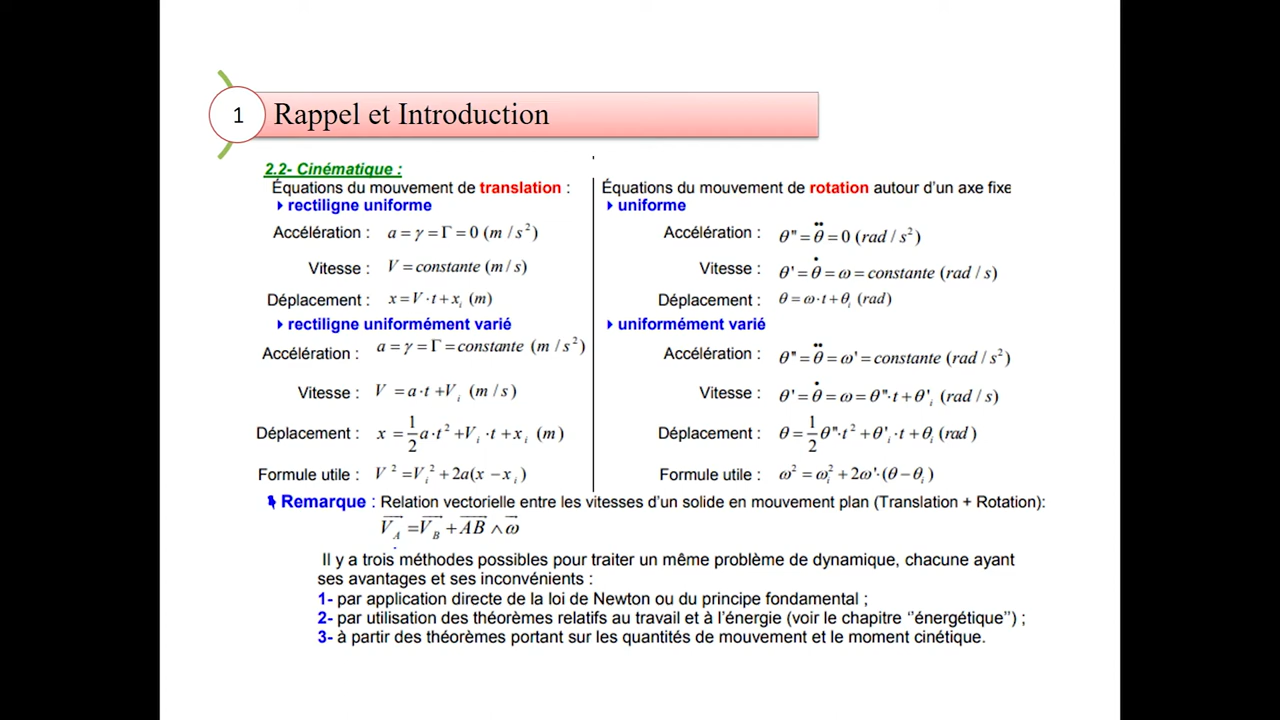 1
Rappel et Introduction
2.2- Cinématique :
Équations du mouvement de translation :
rectiligne uniforme
Accélération : a = γ = Γ = 0 (m / s²)
Vitesse : V = constante (m / s)
Déplacement : x = V · t + xᵢ (m)
rectiligne uniformément varié
Accélération : a = γ = Γ = constante (m / s²)
Vitesse : V = a · t + Vᵢ (m / s)
Déplacement : x = 1/2 a · t² + Vᵢ · t + xᵢ (m)
Formule utile : V² = Vᵢ² + 2a(x − xᵢ)
Équations du mouvement de rotation autour d'un axe fixe
uniforme
Accélération : θ'' = θ̈ = 0 (rad / s²)
Vitesse : θ' = θ̇ = ω = constante (rad / s)
Déplacement : θ = ω · t + θᵢ (rad)
uniformément varié
Accélération : θ'' = θ̈ = ω' = constante (rad / s²)
Vitesse : θ' = θ̇ = ω = θ'' · t + θ'ᵢ (rad / s)
Déplacement : θ = 1/2 θ'' · t² + θ'ᵢ · t + θᵢ (rad)
Formule utile : ω² = ωᵢ² + 2ω' · (θ − θᵢ)
Remarque : Relation vectorielle entre les vitesses d'un solide en mouvement plan (Translation + Rotation):
V⃗_A = V⃗_B + AB⃗ ∧ ω⃗
Il y a trois méthodes possibles pour traiter un même problème de dynamique, chacune ayant
ses avantages et ses inconvénients :
1- par application directe de la loi de Newton ou du principe fondamental ;
2- par utilisation des théorèmes relatifs au travail et à l'énergie (voir le chapitre ''énergétique'') ;
3- à partir des théorèmes portant sur les quantités de mouvement et le moment cinétique.